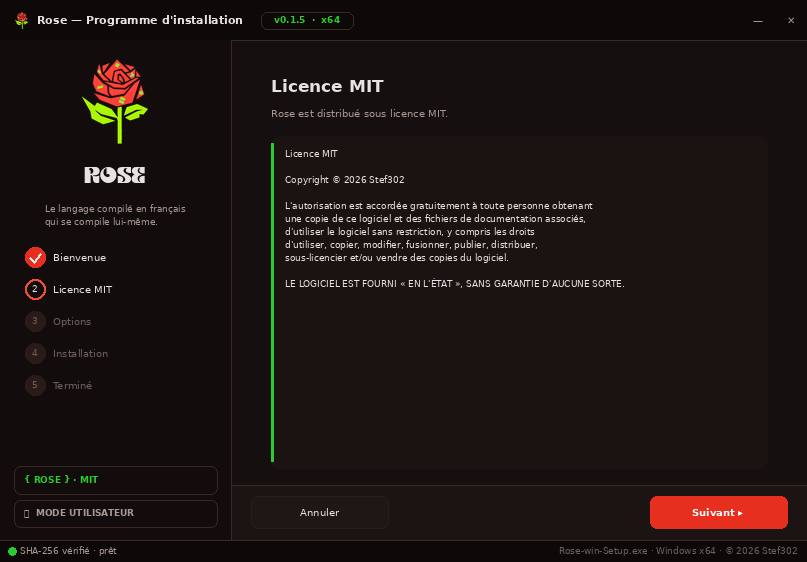 Rose — Programme d'installation
v0.1.5 · x64
ROSE
Le langage compilé en français
qui se compile lui-même.
Bienvenue
2 Licence MIT
3 Options
4 Installation
5 Terminé
{ ROSE } · MIT
MODE UTILISATEUR
Licence MIT
Rose est distribué sous licence MIT.
Licence MIT
Copyright © 2026 Stef302
L'autorisation est accordée gratuitement à toute personne obtenant
une copie de ce logiciel et des fichiers de documentation associés,
d'utiliser le logiciel sans restriction, y compris les droits
d'utiliser, copier, modifier, fusionner, publier, distribuer,
sous-licencier et/ou vendre des copies du logiciel.
LE LOGICIEL EST FOURNI « EN L'ÉTAT », SANS GARANTIE D'AUCUNE SORTE.
Annuler
Suivant ▸
SHA-256 vérifié · prêt
Rose-win-Setup.exe · Windows x64 · © 2026 Stef302